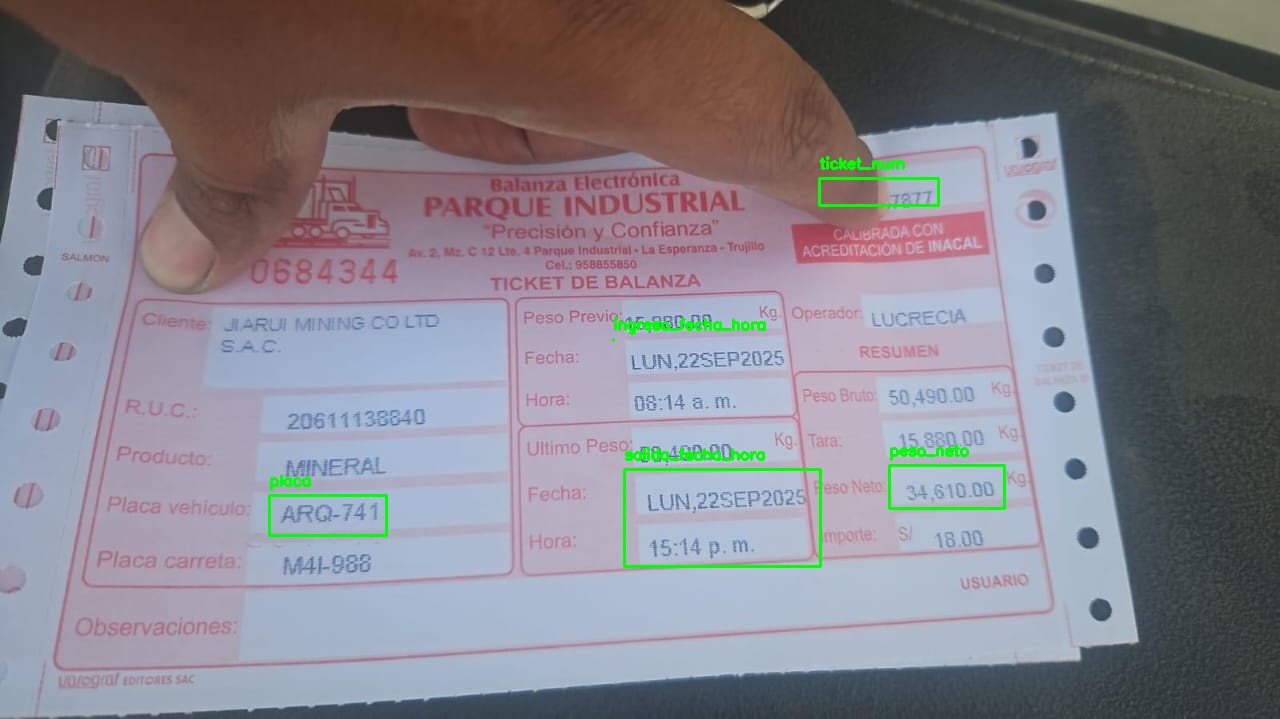 ticket_num
7877
Balanza Electrónica
PARQUE INDUSTRIAL
"Precisión y Confianza"
Av. 2, Mz. C 12 Lte. 4 Parque Industrial - La Esperanza - Trujillo
Cel.: 958855850
CALIBRADA CON
ACREDITACIÓN DE INACAL
0684344
TICKET DE BALANZA
SALMON
varograf
Cliente: JIARUI MINING CO LTD
S.A.C.
R.U.C.: 20611138840
Producto: MINERAL
placa
Placa vehiculo: ARQ-741
Placa carreta: M4I-988
Observaciones:
Peso Previo: 15,880.00 Kg.
ingreso_fecha_hora
Fecha: LUN,22SEP2025
Hora: 08:14 a. m.
Ultimo Peso: 50,490.00 Kg.
salida_fecha_hora
Fecha: LUN,22SEP2025
Hora: 15:14 p. m.
Operador: LUCRECIA
RESUMEN
Peso Bruto: 50,490.00 Kg.
Tara: 15,880.00 Kg.
peso_neto
Peso Neto: 34,610.00 Kg.
Importe: S/ 18.00
USUARIO
varograf EDITORES SAC
varograf